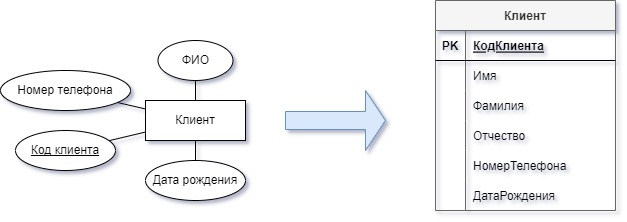 ФИО
Номер телефона
Клиент
Код клиента
Дата рождения
Клиент
PK КодКлиента
Имя
Фамилия
Отчество
НомерТелефона
ДатаРождения